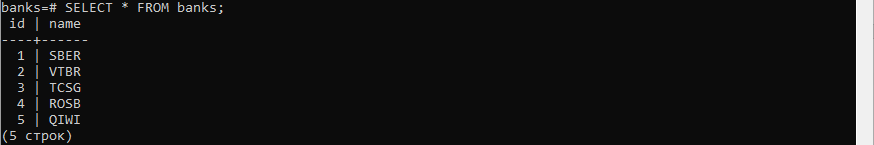 banks=# SELECT * FROM banks;
 id | name
----+------
  1 | SBER
  2 | VTBR
  3 | TCSG
  4 | ROSB
  5 | QIWI
(5 строк)